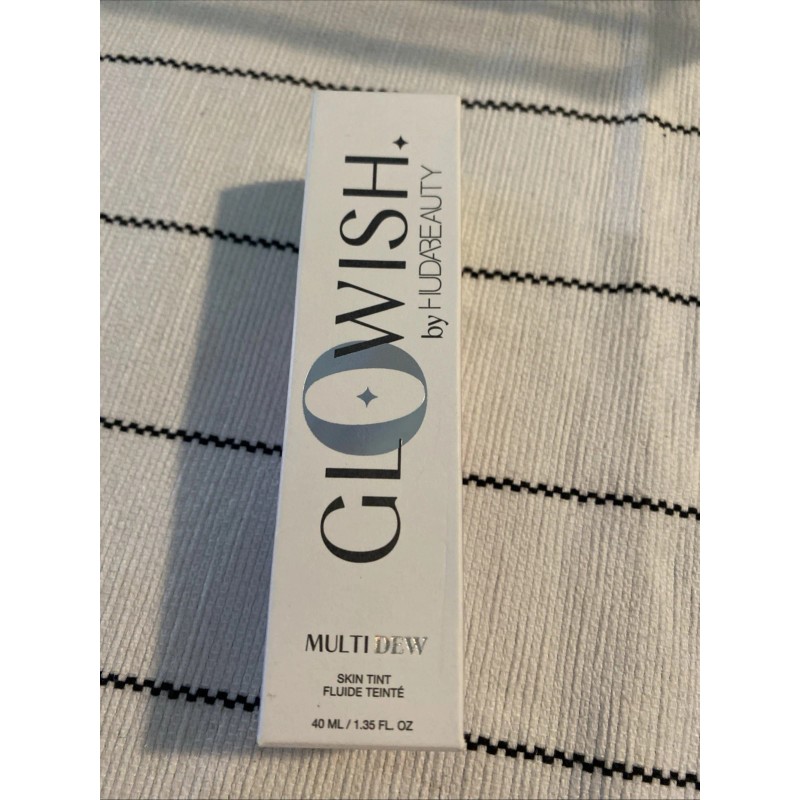 GLOWISH.
by HUDABEAUTY
MULTI DEW
SKIN TINT
FLUIDE TEINTÉ
40 ML / 1.35 FL. OZ